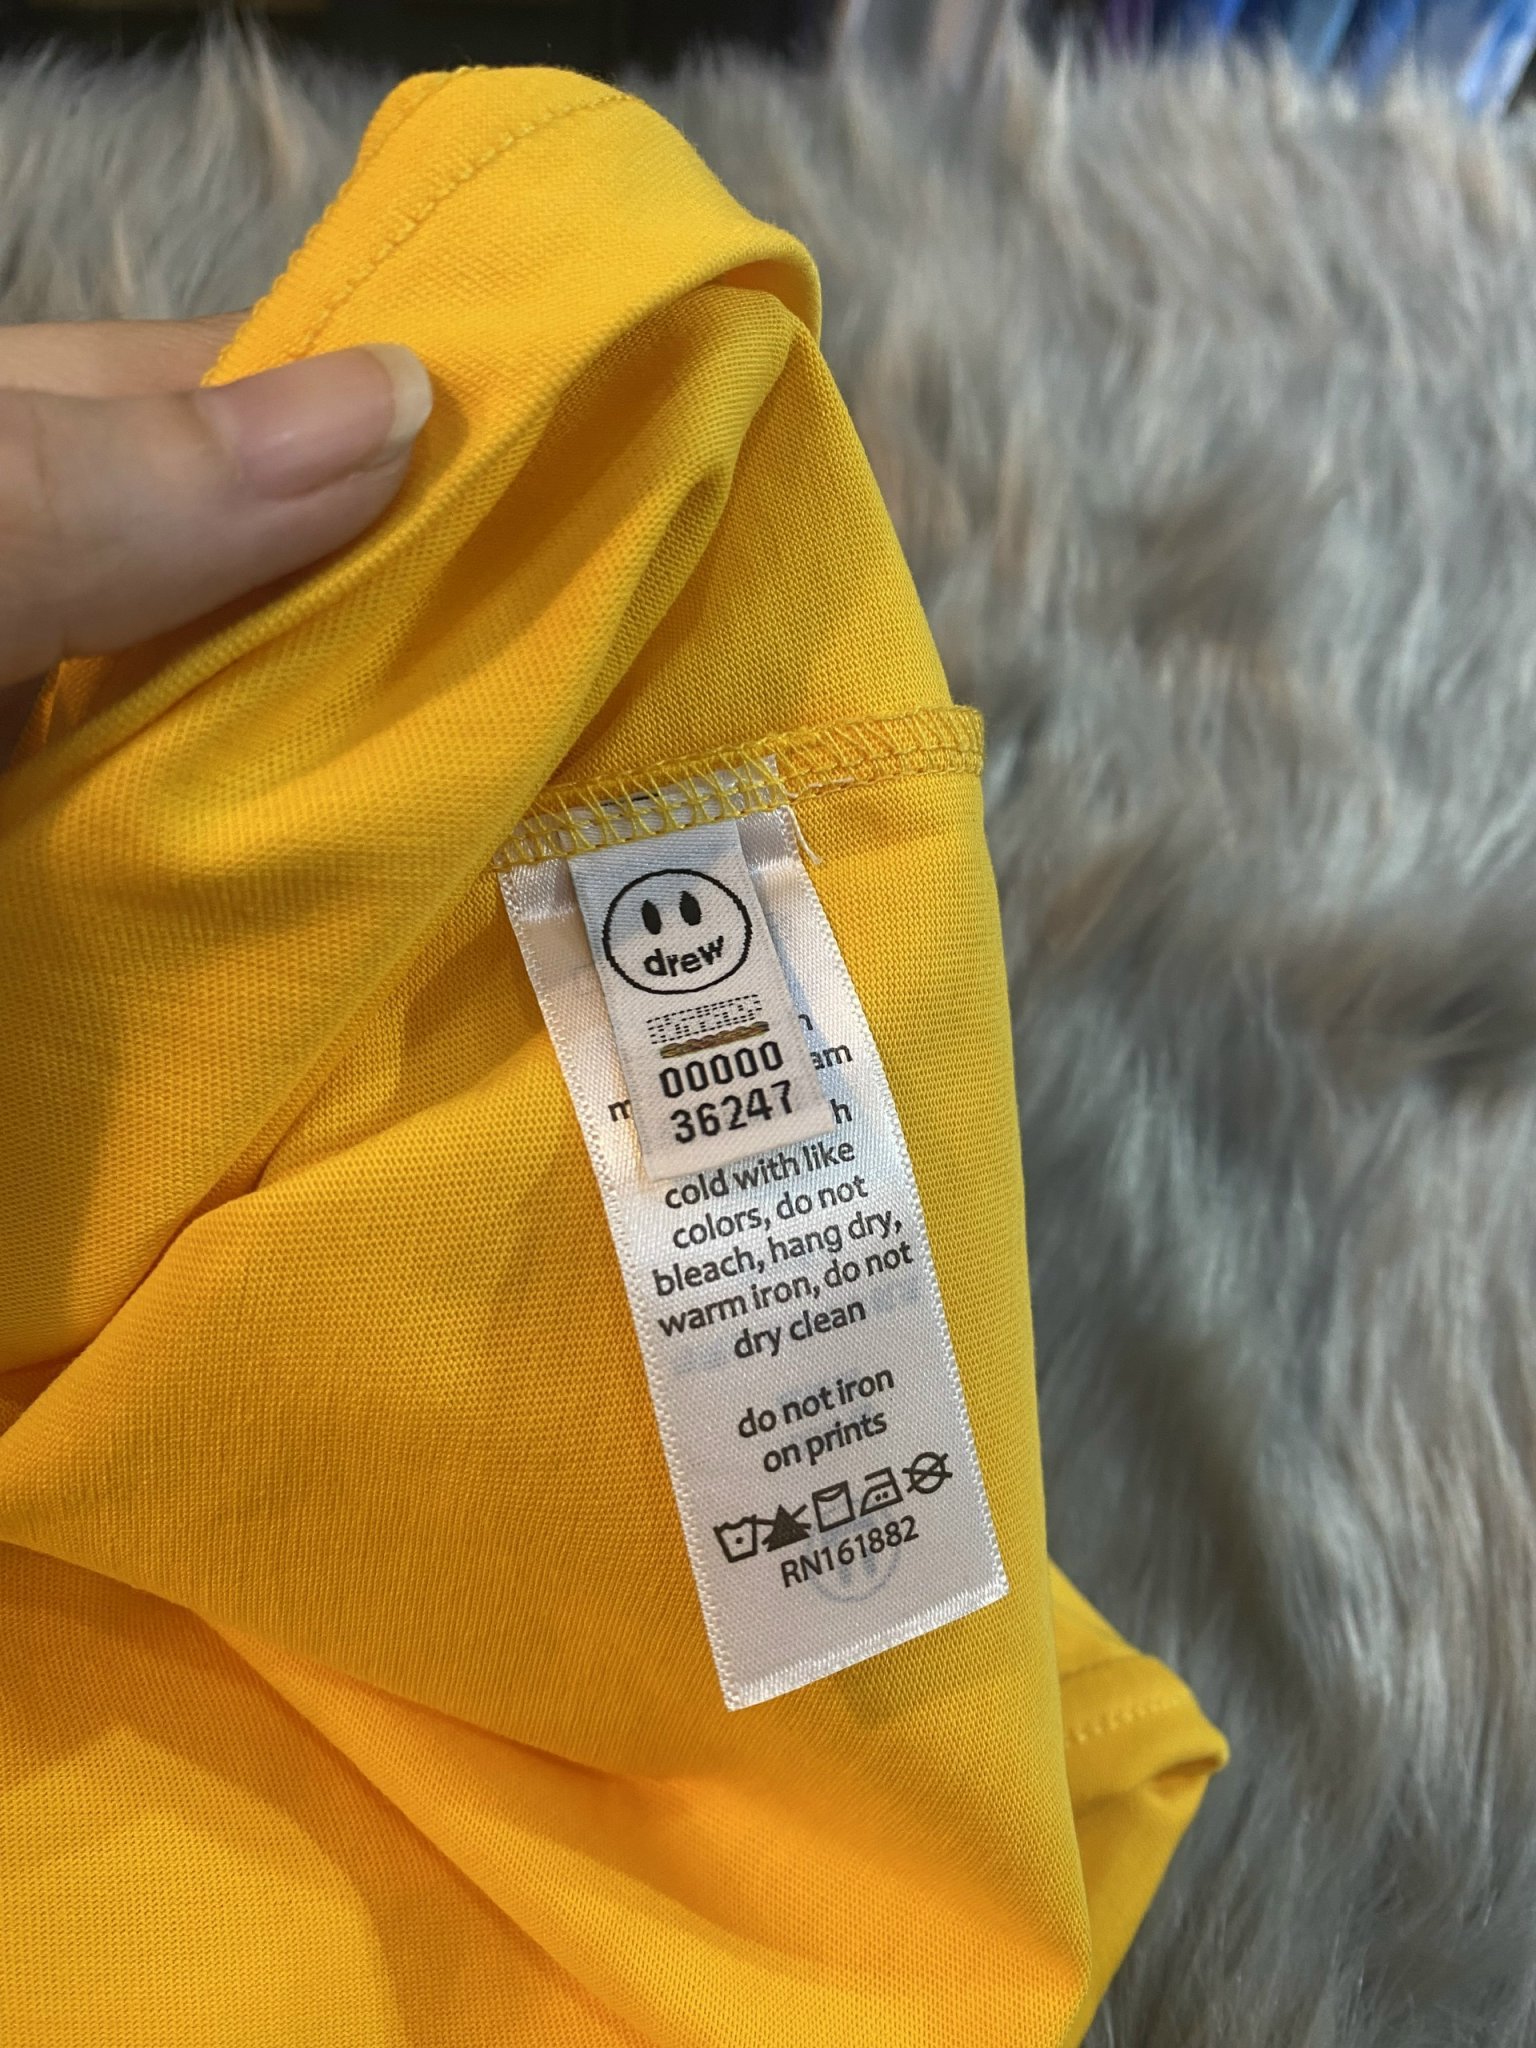 drew
00000
36247
cold with like
colors, do not
bleach, hang dry,
warm iron, do not
dry clean
do not iron
on prints
RN161882